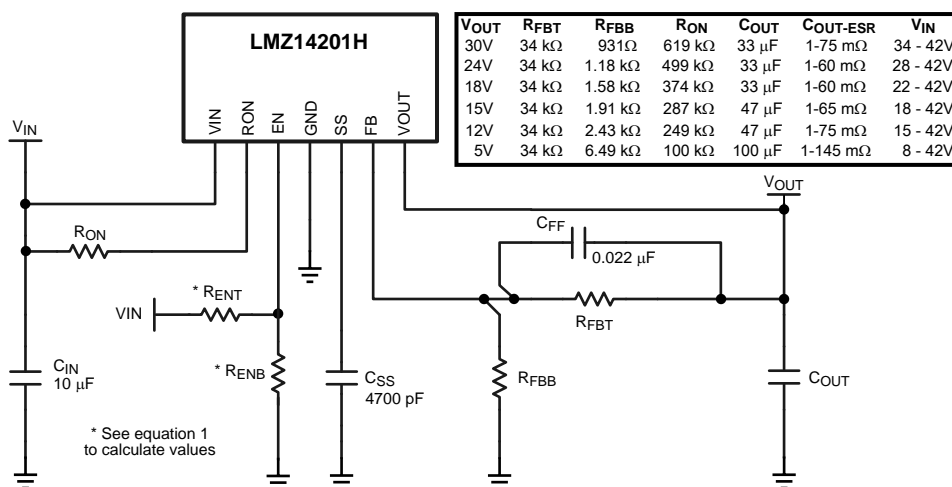 LMZ14201H
VIN
RON
EN
GND
SS
FB
VOUT
VOUT RFBT RFBB RON COUT COUT-ESR VIN
30V 34 kΩ 931Ω 619 kΩ 33 μF 1-75 mΩ 34 - 42V
24V 34 kΩ 1.18 kΩ 499 kΩ 33 μF 1-60 mΩ 28 - 42V
18V 34 kΩ 1.58 kΩ 374 kΩ 33 μF 1-60 mΩ 22 - 42V
15V 34 kΩ 1.91 kΩ 287 kΩ 47 μF 1-65 mΩ 18 - 42V
12V 34 kΩ 2.43 kΩ 249 kΩ 47 μF 1-75 mΩ 15 - 42V
5V 34 kΩ 6.49 kΩ 100 kΩ 100 μF 1-145 mΩ 8 - 42V
VIN
VOUT
RON
CFF
0.022 μF
* RENT
VIN
RFBT
* RENB
CIN
10 μF
CSS
4700 pF
RFBB
COUT
* See equation 1
to calculate values